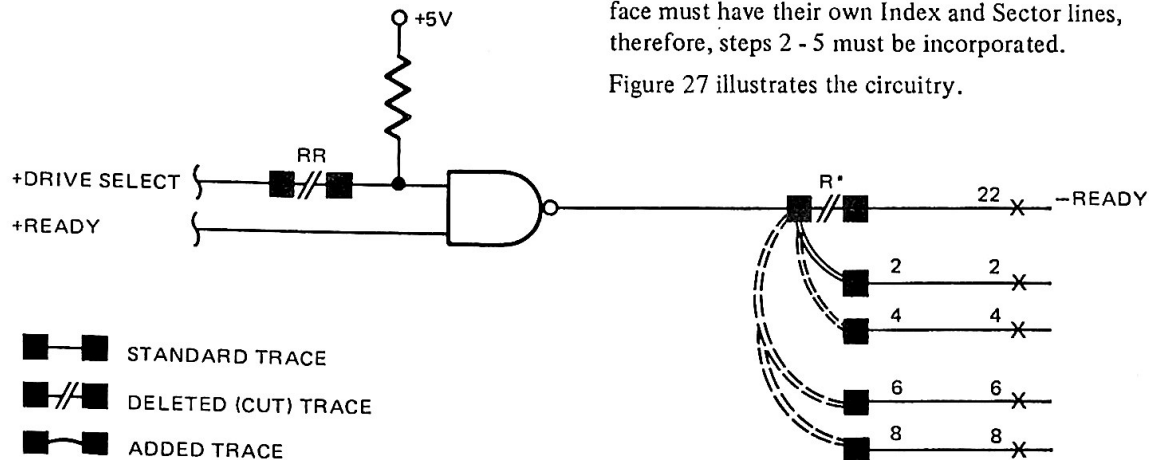 face must have their own Index and Sector lines,
therefore, steps 2 - 5 must be incorporated.
Figure 27 illustrates the circuitry.
+5V
RR
+DRIVE SELECT
+READY
R*
22
-READY
2 2
4 4
6 6
8 8
STANDARD TRACE
DELETED (CUT) TRACE
ADDED TRACE